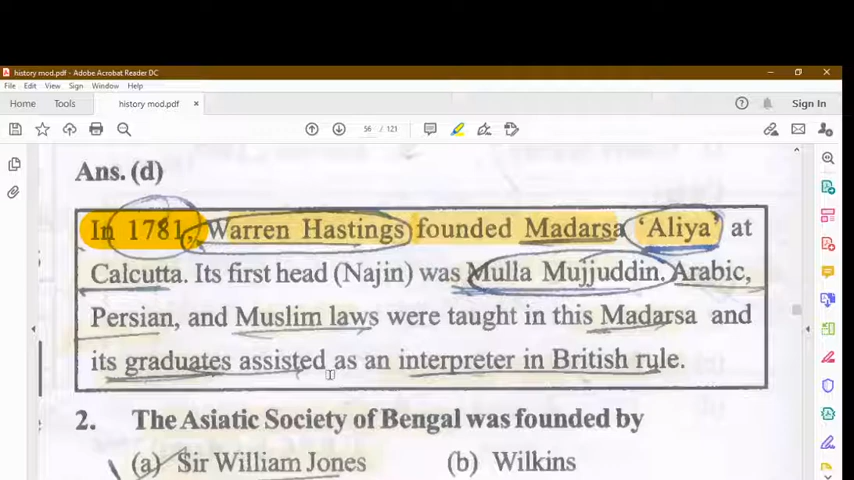 history mod.pdf - Adobe Acrobat Reader DC
File Edit View Sign Window Help
Home Tools history mod.pdf × Sign In
56 / 121
Ans. (d)
In 1781, Warren Hastings founded Madarsa ‘Aliya’ at
Calcutta. Its first head (Najin) was Mulla Mujjuddin. Arabic,
Persian, and Muslim laws were taught in this Madarsa and
its graduates assisted as an interpreter in British rule.
2. The Asiatic Society of Bengal was founded by
(a) Sir William Jones (b) Wilkins